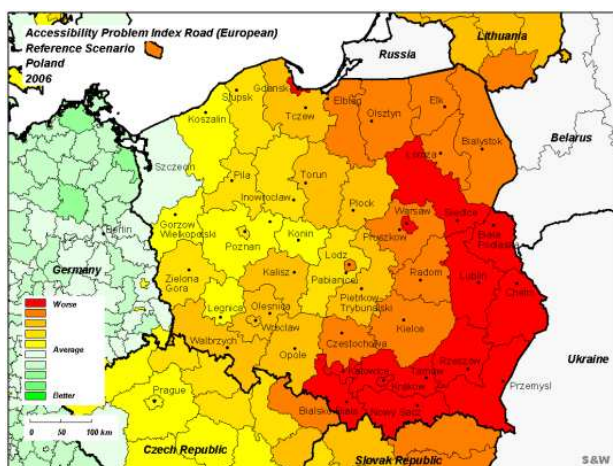 Accessibility Problem Index Road (European)
Reference Scenario
Poland
2006
Lithuania
Russia
Gdansk
Slupsk
Elblag
Elk
Koszalin
Tczew
Olsztyn
Belarus
Bialystok
Lomza
Szczecin
Pila
Torun
Inowroclaw
Plock
Warsaw
Siedlce
Biala
Podlaska
Berlin
Gorzow
Wielkopolski
Poznan
Konin
Pruszkow
Germany
Lodz
Zielona
Gora
Kalisz
Pabianice
Radom
Lublin
Chelm
Worse
Piotrkow
Trybunalski
Legnica
Olesnica
Wroclaw
Kielce
Average
Walbrzych
Opole
Czestochowa
Ukraine
Rzeszow
Katowice
Tarnow
Krakow
Przemysl
Better
Prague
Bielsko-Biala
Nowy Sacz
0 50 100 km
Czech Republic
Slovak Republic
S&W